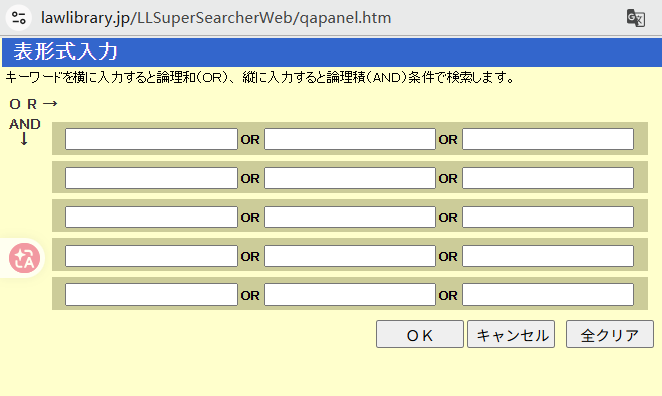 lawlibrary.jp/LLSuperSearcherWeb/qapanel.htm
表形式入力
キーワードを横に入力すると論理和(OR)、縦に入力すると論理積(AND)条件で検索します。
ＯＲ→
AND
↓
OR OR
OR OR
OR OR
OR OR
OR OR
ＯＫ キャンセル 全クリア